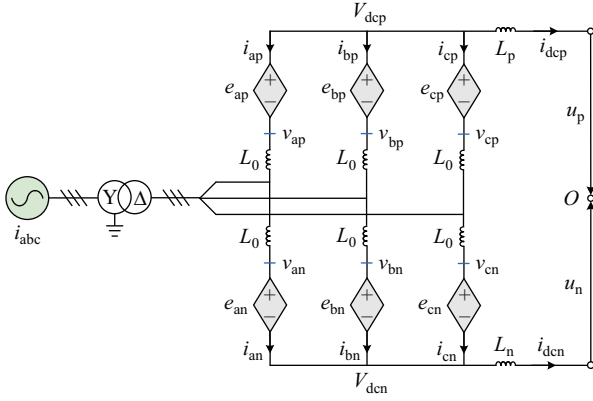 V_dcp
i_ap i_bp i_cp L_p i_dcp
e_ap + − e_bp + − e_cp + −
u_p
v_ap v_bp v_cp
L_0 L_0 L_0
Y Δ
O
i_abc
L_0 L_0 L_0
v_an v_bn v_cn
u_n
e_an + − e_bn + − e_cn + −
i_an i_bn i_cn L_n i_dcn
V_dcn